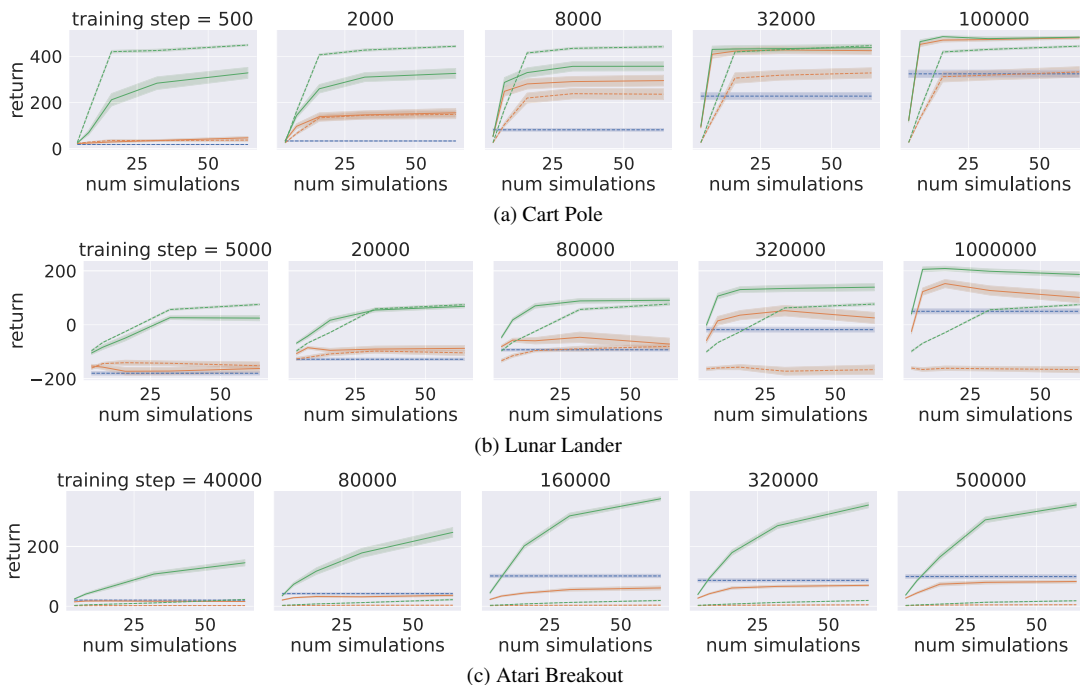 training step = 500 2000 8000 32000 100000
400
200
0
return
25 50 25 50 25 50 25 50 25 50
num simulations num simulations num simulations num simulations num simulations
(a) Cart Pole
training step = 5000 20000 80000 320000 1000000
200
0
−200
return
25 50 25 50 25 50 25 50 25 50
num simulations num simulations num simulations num simulations num simulations
(b) Lunar Lander
training step = 40000 80000 160000 320000 500000
200
0
return
25 50 25 50 25 50 25 50 25 50
num simulations num simulations num simulations num simulations num simulations
(c) Atari Breakout